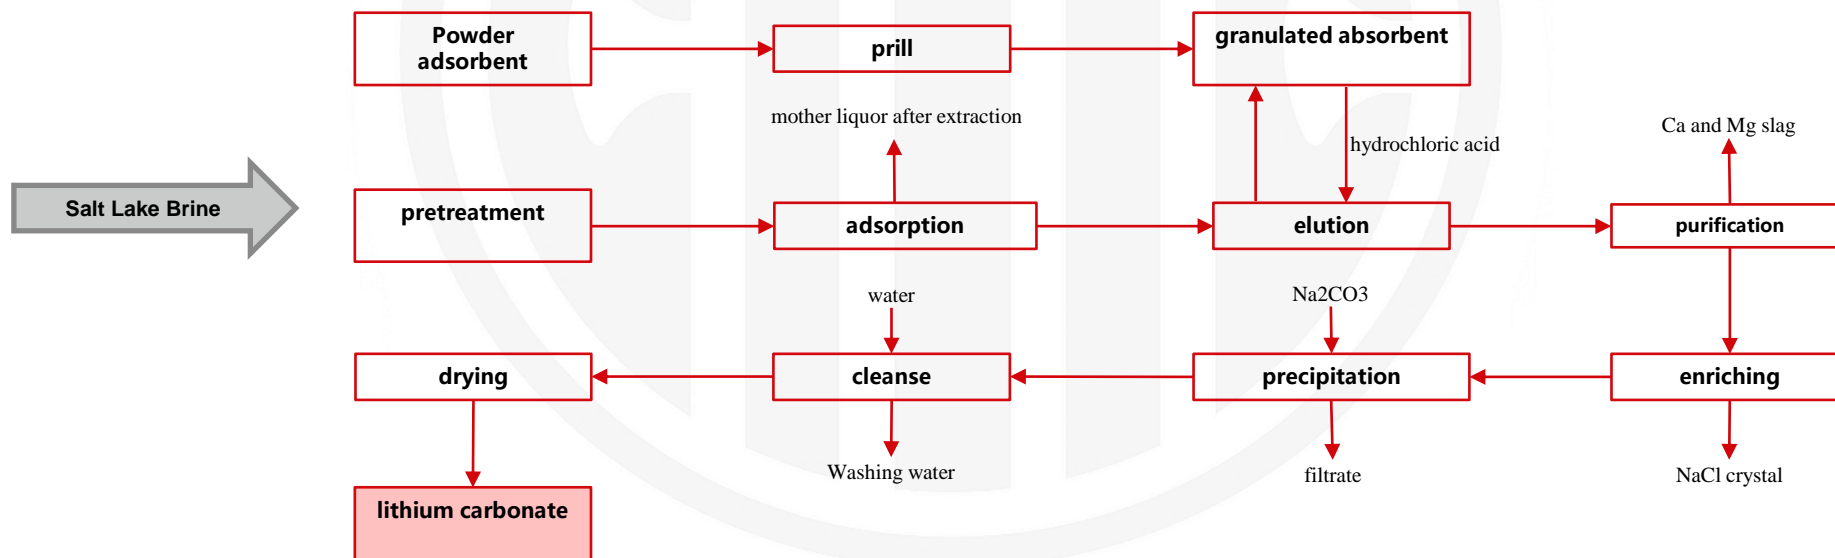 Powder
adsorbent
prill
granulated absorbent
mother liquor after extraction
hydrochloric acid
Ca and Mg slag
Salt Lake Brine
pretreatment
adsorption
elution
purification
water
Na2CO3
drying
cleanse
precipitation
enriching
Washing water
filtrate
NaCl crystal
lithium carbonate